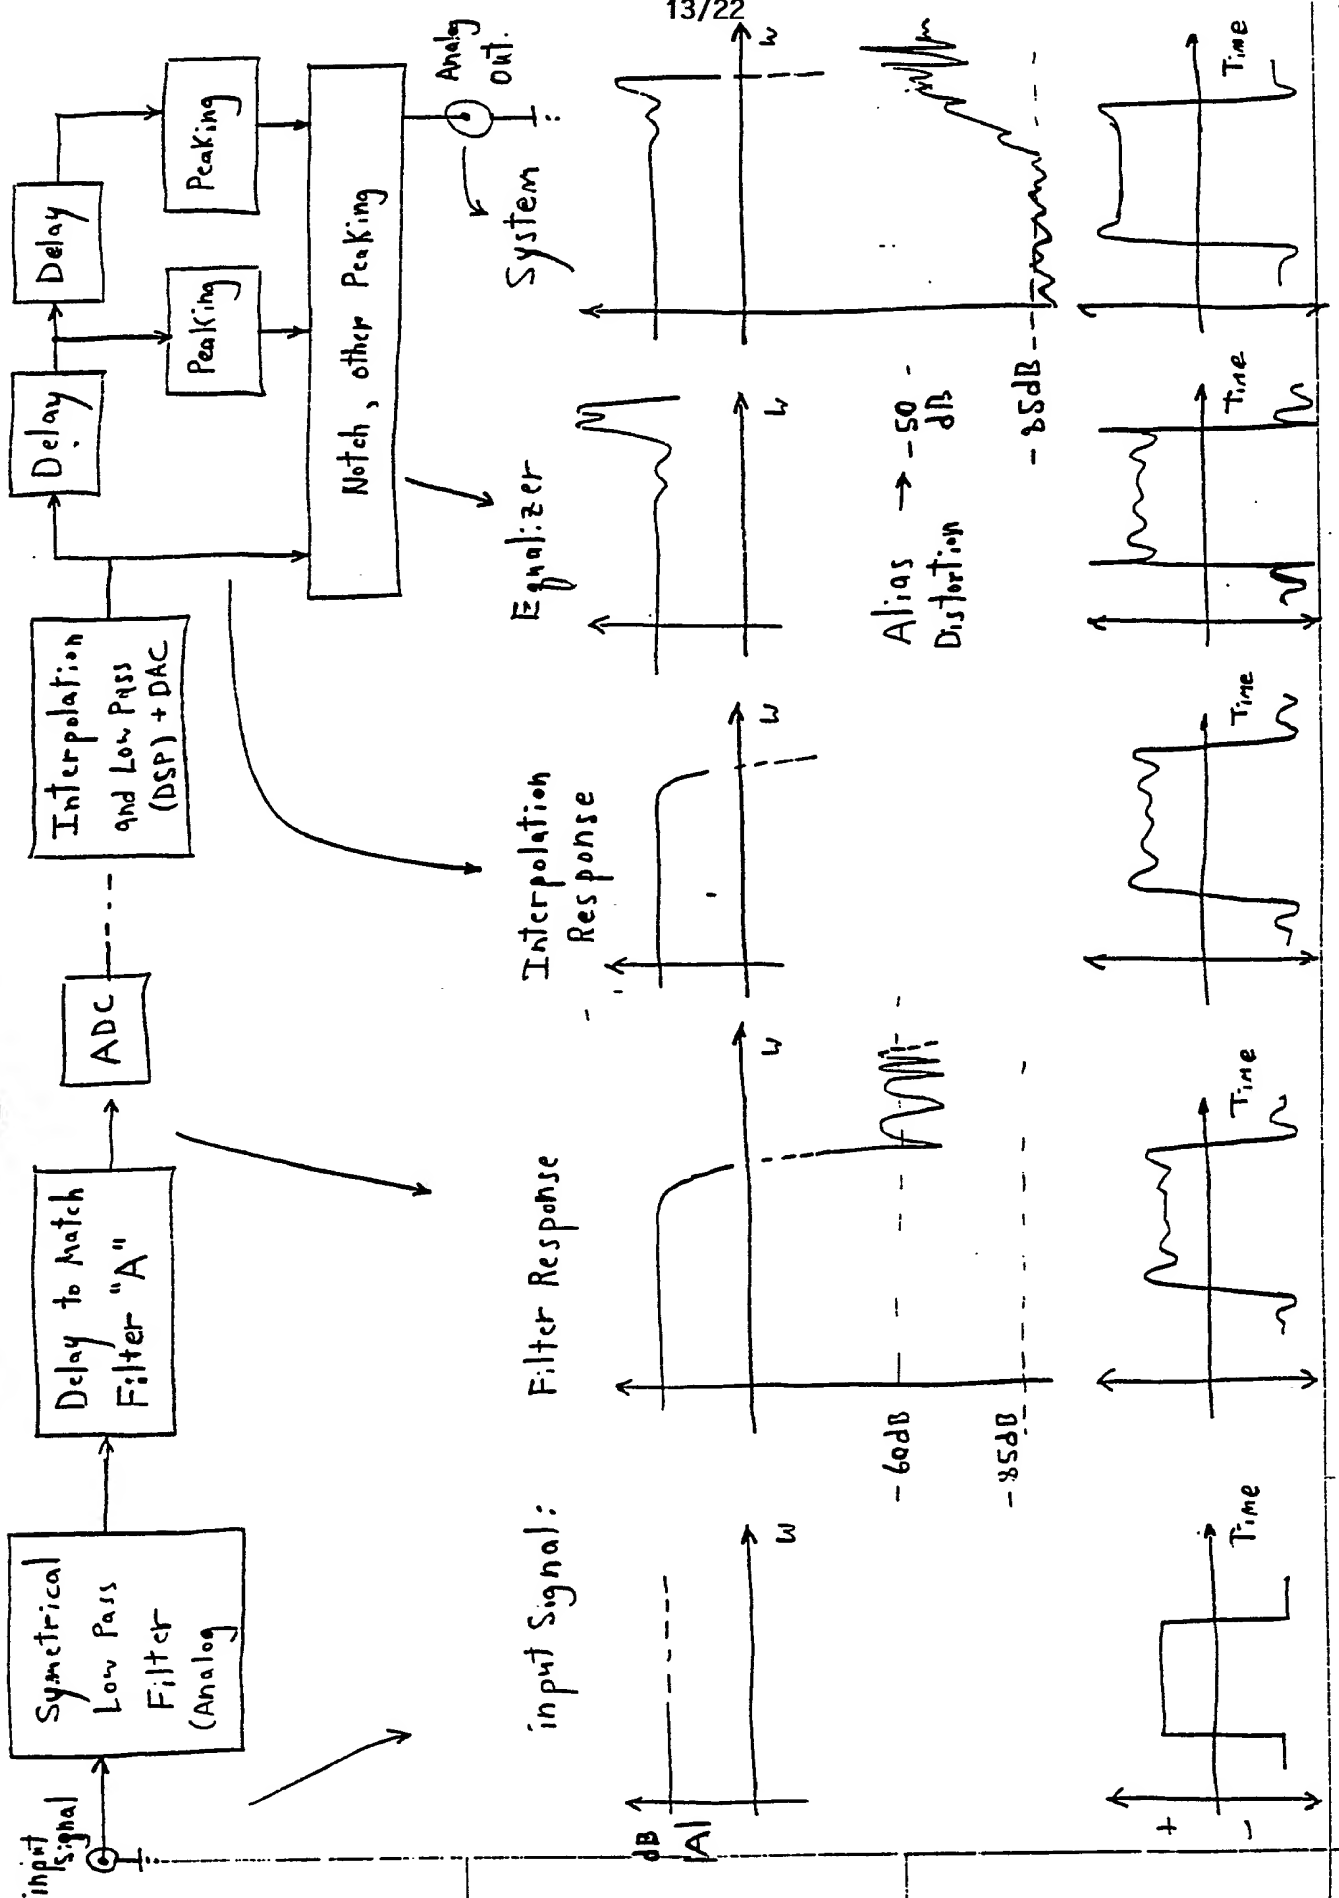 13/22
input
signal
Symetrical
Low Pass
Filter
(Analog
Delay to Match
Filter "A"
ADC
Interpolation
and Low Pass
(DSP) + DAC
Delay
Delay
Peaking
Peaking
Notch, other Peaking
Analog
out.
input Signal:
Filter Response
Interpolation
Response
Equalizer
System
dB
|A|
W
W
W
W
W
-60dB
-85dB
Alias → -50
Distortion dB
-85dB
+
-
Time
Time
Time
Time
Time